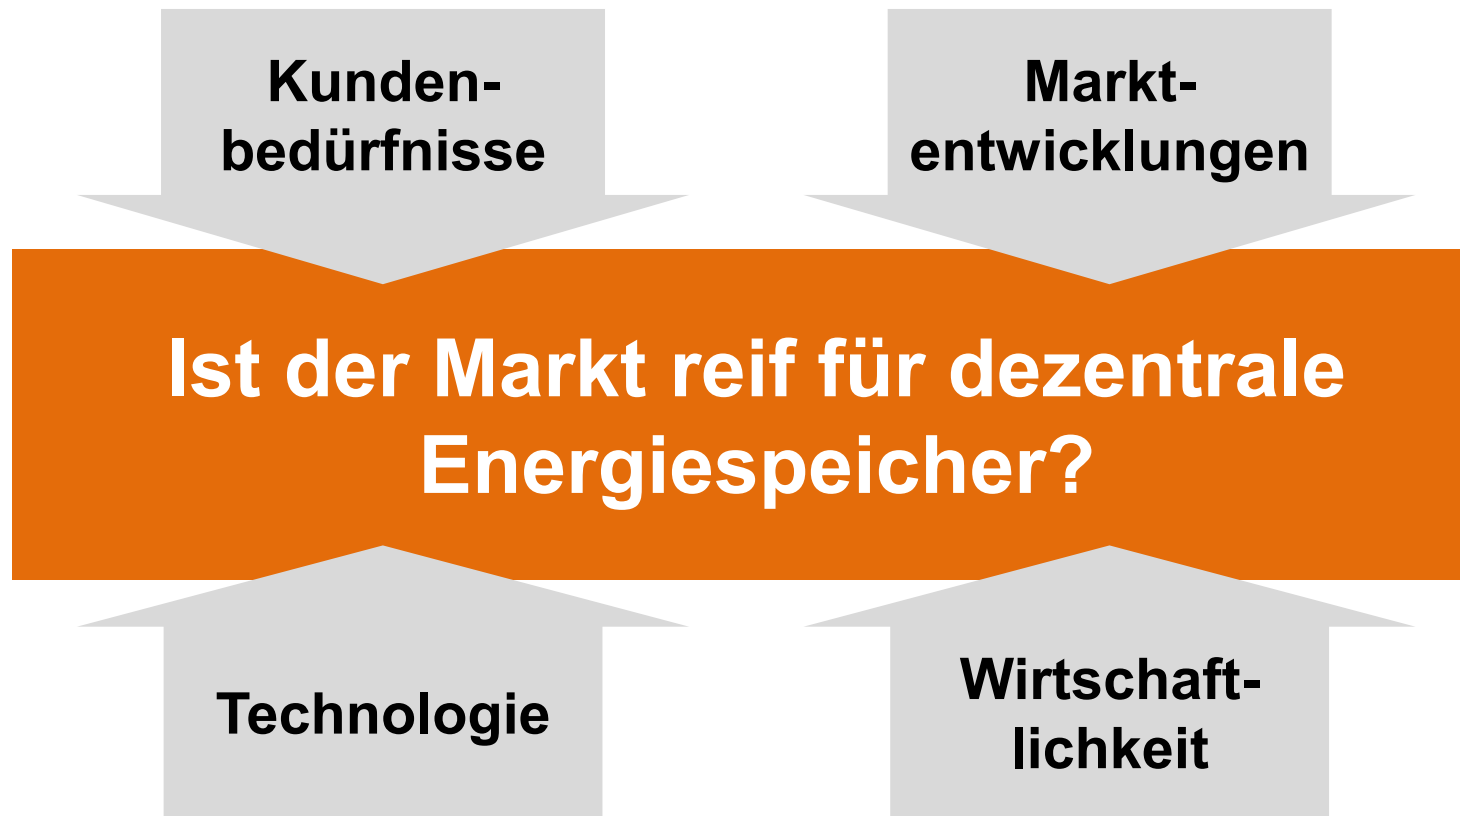 Kunden-
bedürfnisse
Markt-
entwicklungen
Ist der Markt reif für dezentrale
Energiespeicher?
Technologie
Wirtschaft-
lichkeit